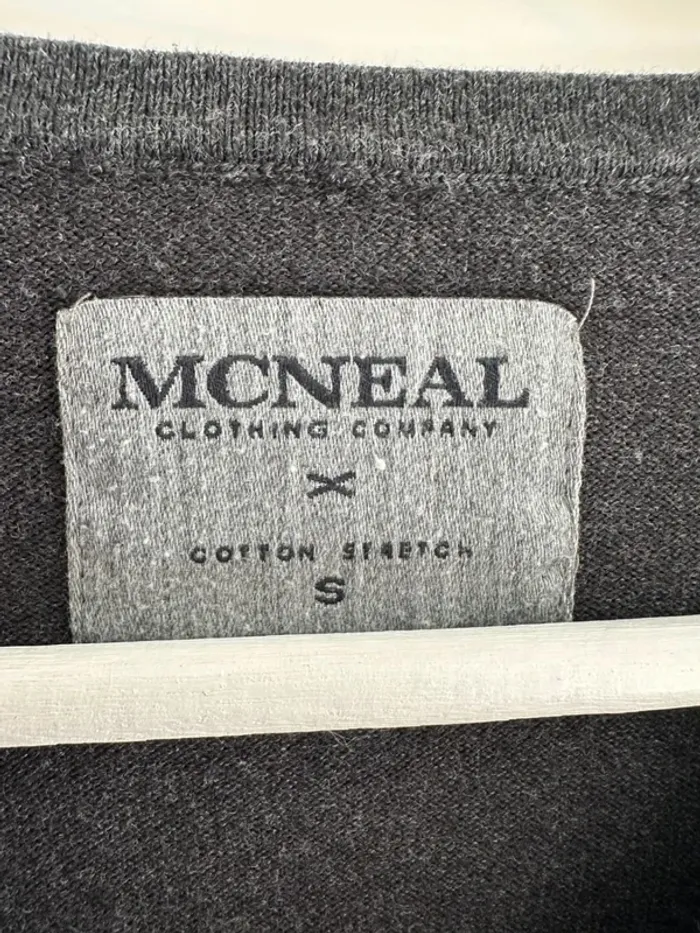 MCNEAL
CLOTHING COMPANY
X
COTTON STRETCH
S